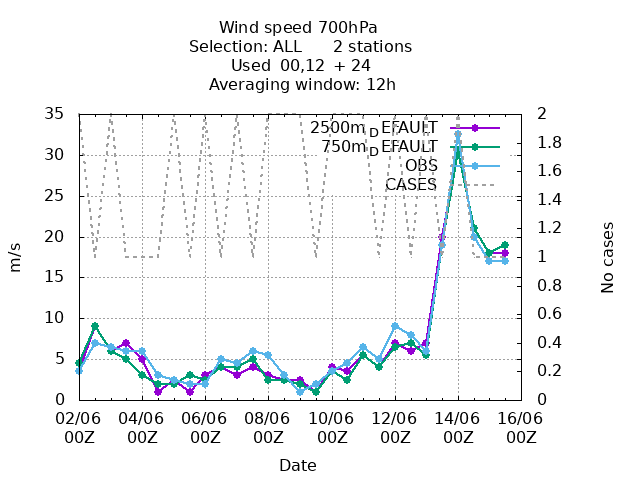 Wind speed 700hPa
Selection: ALL 2 stations
Used 00,12 + 24
Averaging window: 12h
35
30
25
20
15
10
5
0
m/s
2
1.8
1.6
1.4
1.2
1
0.8
0.6
0.4
0.2
0
No cases
2500m_DEFAULT
750m_DEFAULT
OBS
CASES
02/06 04/06 06/06 08/06 10/06 12/06 14/06 16/06
00Z 00Z 00Z 00Z 00Z 00Z 00Z 00Z
Date